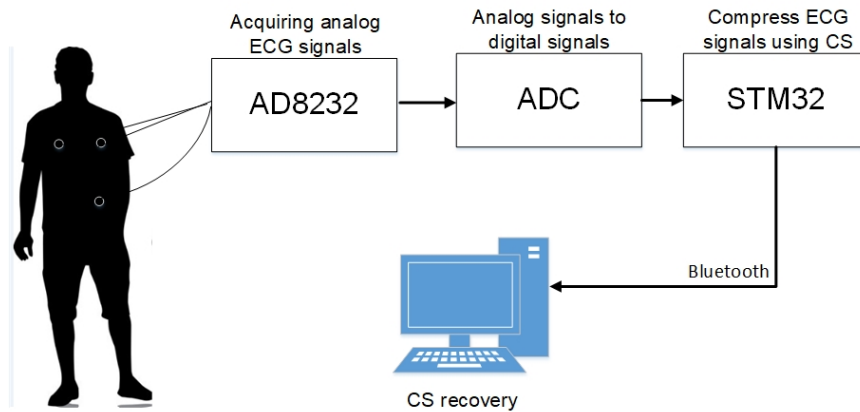 Acquiring analog
ECG signals
Analog signals to
digital signals
Compress ECG
signals using CS
AD8232
ADC
STM32
Bluetooth
CS recovery